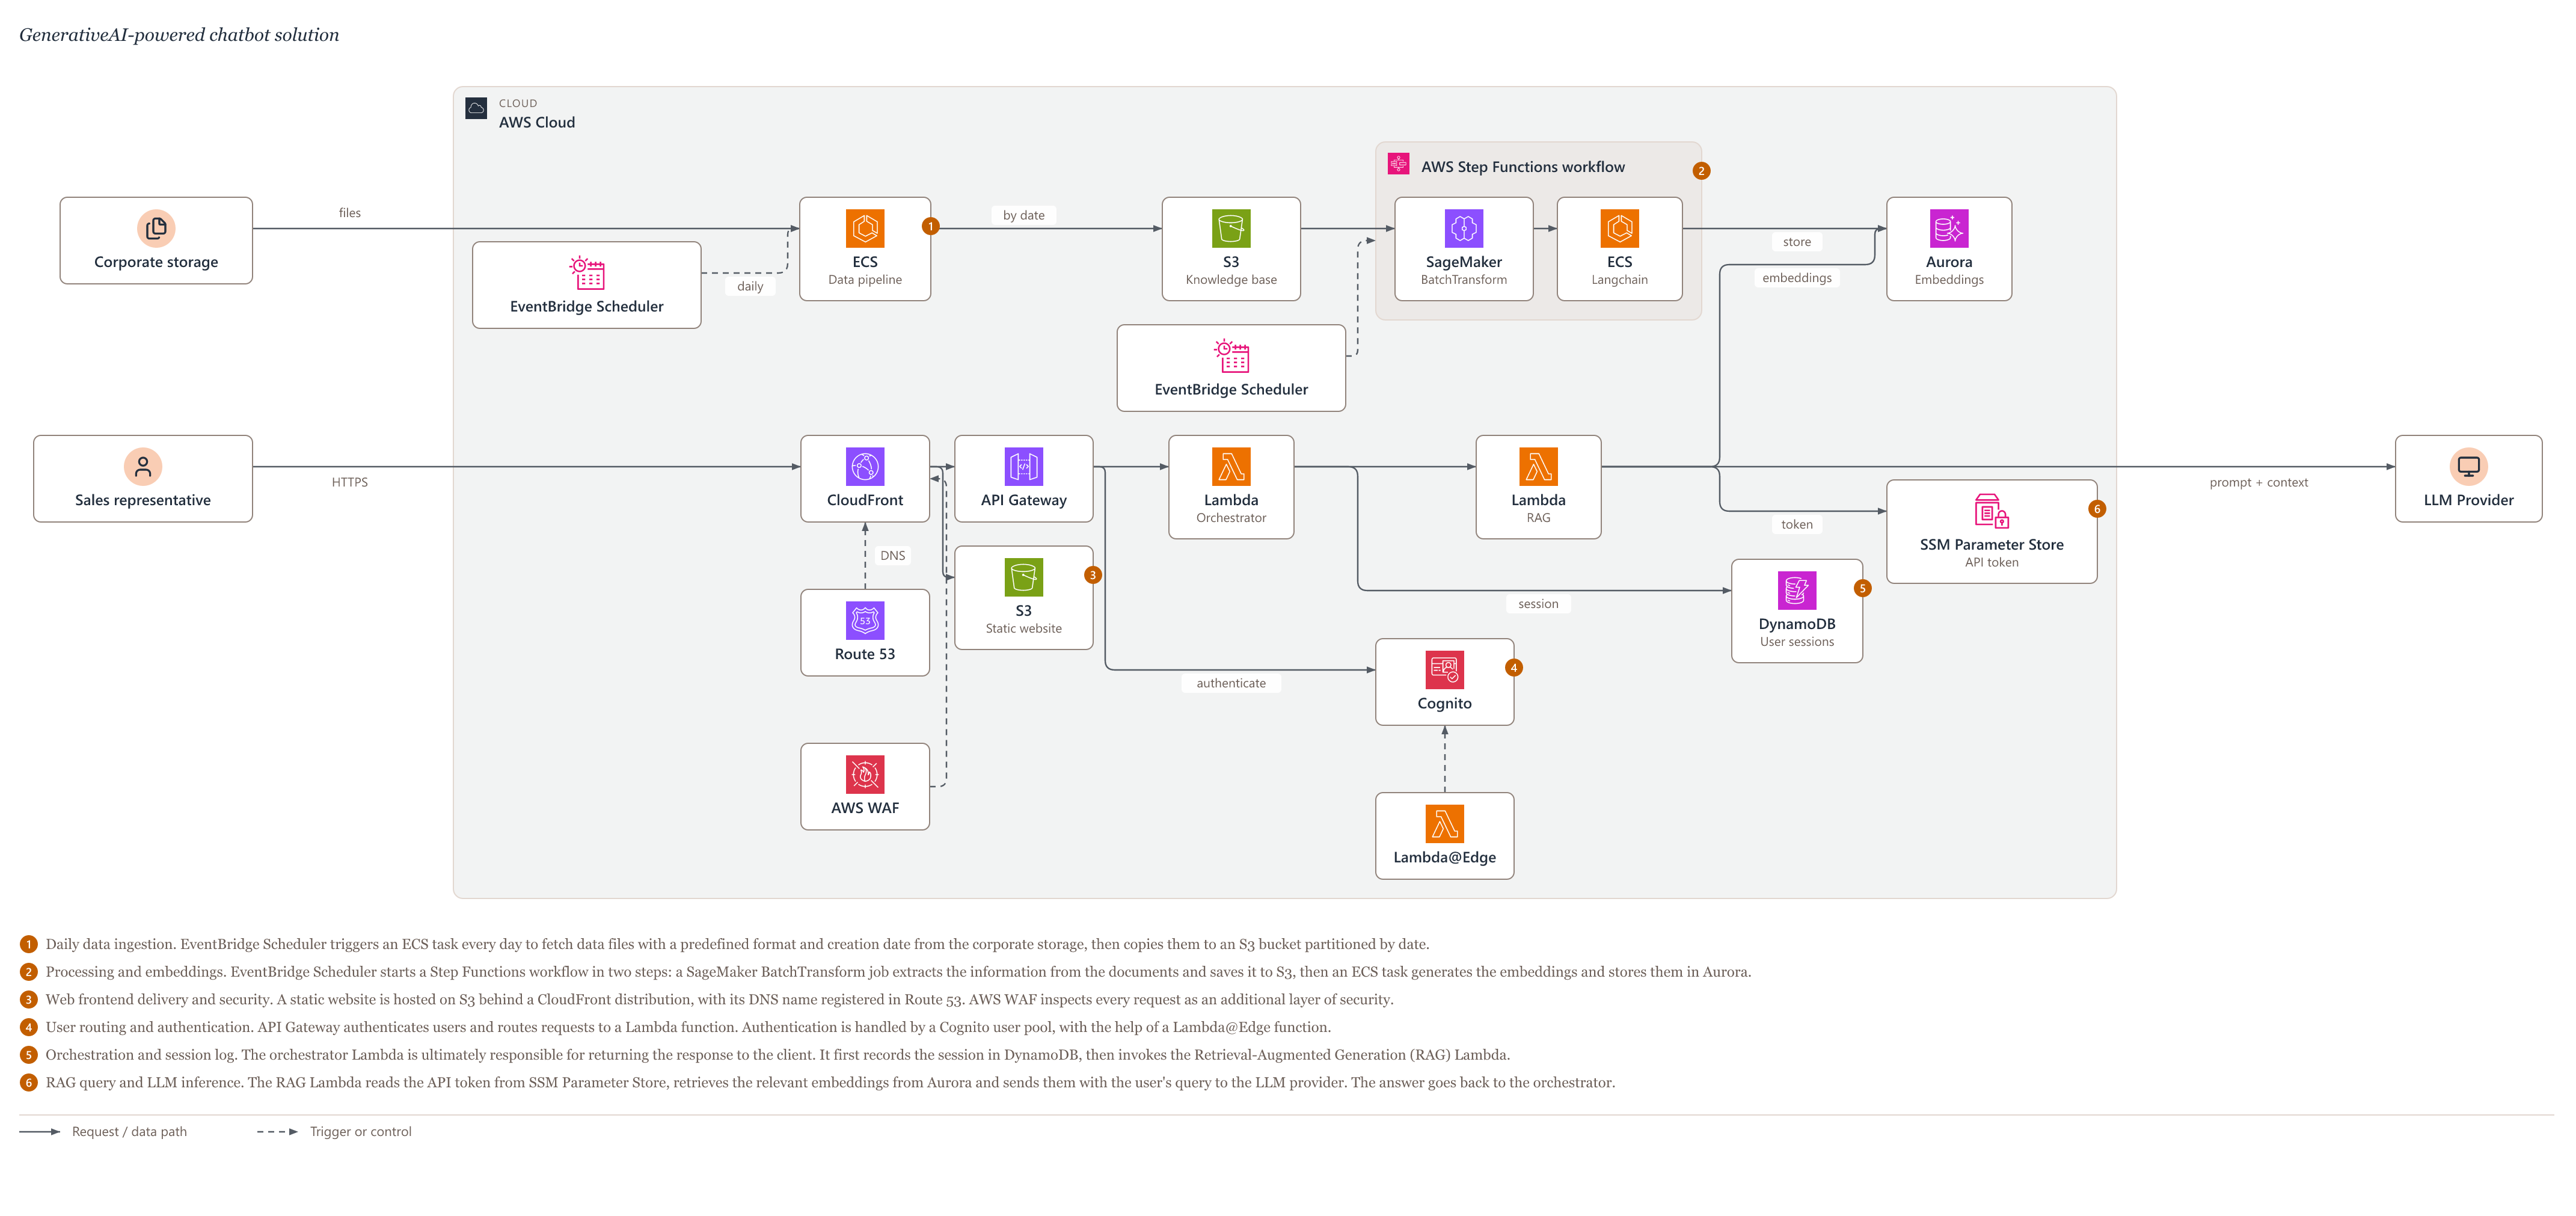 GenerativeAI-powered chatbot solution
CLOUD
AWS Cloud
AWS Step Functions workflow
2
Corporate storage
files
EventBridge Scheduler
daily
ECS
Data pipeline
1
by date
S3
Knowledge base
SageMaker
BatchTransform
ECS
Langchain
store
embeddings
Aurora
Embeddings
EventBridge Scheduler
Sales representative
HTTPS
CloudFront
API Gateway
Lambda
Orchestrator
Lambda
RAG
prompt + context
LLM Provider
token
SSM Parameter Store
API token
6
DNS
53
Route 53
S3
Static website
3
session
DynamoDB
User sessions
5
authenticate
Cognito
4
AWS WAF
Lambda@Edge
1 Daily data ingestion. EventBridge Scheduler triggers an ECS task every day to fetch data files with a predefined format and creation date from the corporate storage, then copies them to an S3 bucket partitioned by date.
2 Processing and embeddings. EventBridge Scheduler starts a Step Functions workflow in two steps: a SageMaker BatchTransform job extracts the information from the documents and saves it to S3, then an ECS task generates the embeddings and stores them in Aurora.
3 Web frontend delivery and security. A static website is hosted on S3 behind a CloudFront distribution, with its DNS name registered in Route 53. AWS WAF inspects every request as an additional layer of security.
4 User routing and authentication. API Gateway authenticates users and routes requests to a Lambda function. Authentication is handled by a Cognito user pool, with the help of a Lambda@Edge function.
5 Orchestration and session log. The orchestrator Lambda is ultimately responsible for returning the response to the client. It first records the session in DynamoDB, then invokes the Retrieval-Augmented Generation (RAG) Lambda.
6 RAG query and LLM inference. The RAG Lambda reads the API token from SSM Parameter Store, retrieves the relevant embeddings from Aurora and sends them with the user's query to the LLM provider. The answer goes back to the orchestrator.
Request / data path
Trigger or control